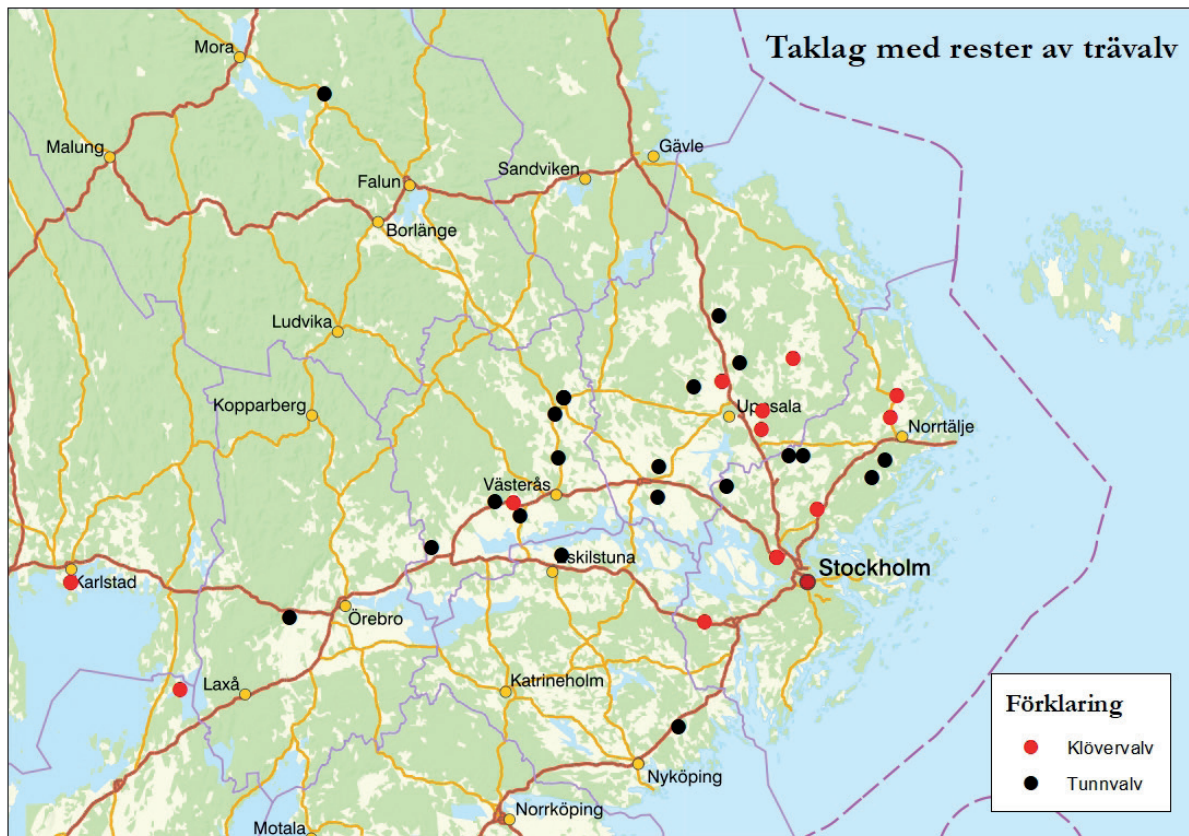 Taklag med rester av trävalv
Mora
Malung
Gävle
Sandviken
Falun
Borlänge
Ludvika
Kopparberg
Uppsala
Norrtälje
Västerås
Eskilstuna
Stockholm
Karlstad
Örebro
Laxå
Katrineholm
Nyköping
Norrköping
Motala
Förklaring
Klövervalv
Tunnvalv